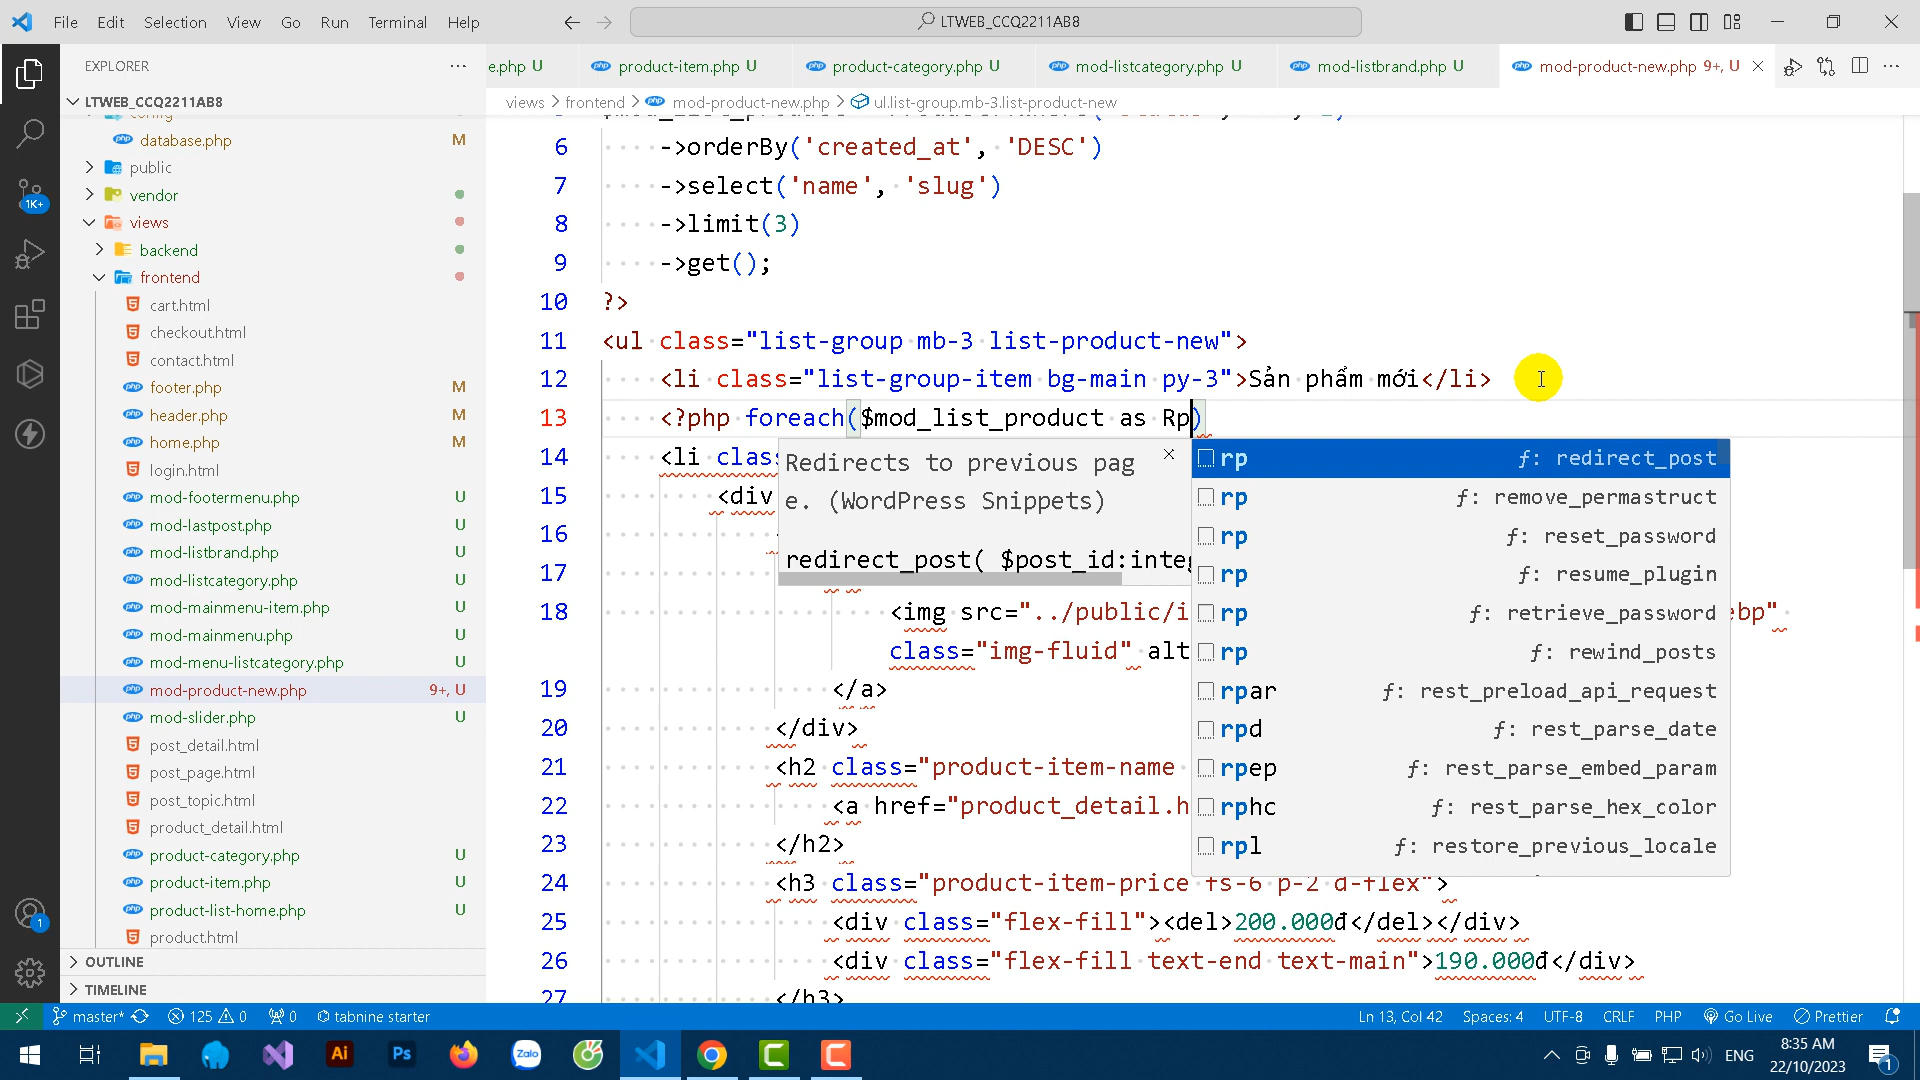 File Edit Selection View Go Run Terminal Help
LTWEB_CCQ2211AB8
EXPLORER
e.php U
product-item.php U
product-category.php U
mod-listcategory.php U
mod-listbrand.php U
mod-product-new.php 9+, U
LTWEB_CCQ2211AB8
views > frontend > mod-product-new.php > ul.list-group.mb-3.list-product-new
config
database.php M
public
vendor
views
backend
frontend
cart.html
checkout.html
contact.html
footer.php M
header.php M
home.php M
login.html
mod-footermenu.php U
mod-lastpost.php U
mod-listbrand.php U
mod-listcategory.php U
mod-mainmenu-item.php U
mod-mainmenu.php U
mod-menu-listcategory.php U
mod-product-new.php 9+, U
mod-slider.php U
post_detail.html
post_page.html
post_topic.html
product_detail.html
product-category.php U
product-item.php U
product-list-home.php U
product.html
OUTLINE
TIMELINE
6 ->orderBy('created_at', 'DESC')
7 ->select('name', 'slug')
8 ->limit(3)
9 ->get();
10 ?>
11 <ul class="list-group mb-3 list-product-new">
12 <li class="list-group-item bg-main py-3">Sản phẩm mới</li>
13 <?php foreach($mod_list_product as Rp)
14 <li clas
15 <div
16
17
18 <img src="../public/i ebp"
class="img-fluid" alt
19 </a>
20 </div>
21 <h2 class="product-item-name
22 <a href="product_detail.h
23 </h2>
24 <h3 class="product-item-price fs-6 p-2 d-flex">
25 <div class="flex-fill"><del>200.000đ</del></div>
26 <div class="flex-fill text-end text-main">190.000đ</div>
27 </h3>
Redirects to previous pag
e. (WordPress Snippets)
redirect_post( $post_id:integ
rp f: redirect_post
rp f: remove_permastruct
rp f: reset_password
rp f: resume_plugin
rp f: retrieve_password
rp f: rewind_posts
rpar f: rest_preload_api_request
rpd f: rest_parse_date
rpep f: rest_parse_embed_param
rphc f: rest_parse_hex_color
rpl f: restore_previous_locale
1K+
1
master* 125 0 0 tabnine starter
Ln 13, Col 42 Spaces: 4 UTF-8 CRLF PHP Go Live Prettier
Ai Ps Zalo
ENG
8:35 AM
22/10/2023
1